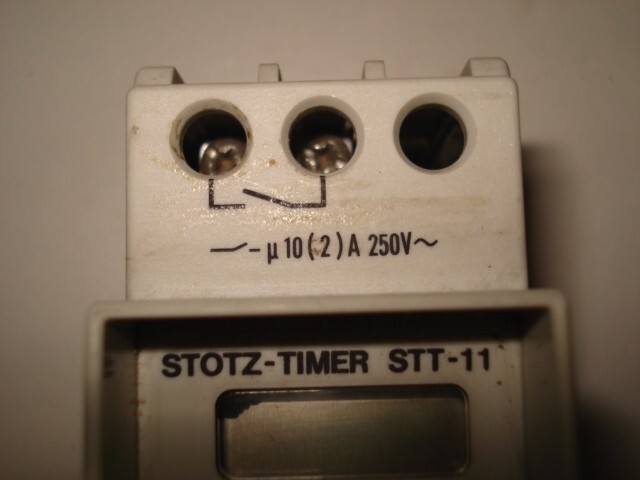 µ 10(2)A 250V~
STOTZ-TIMER STT-11